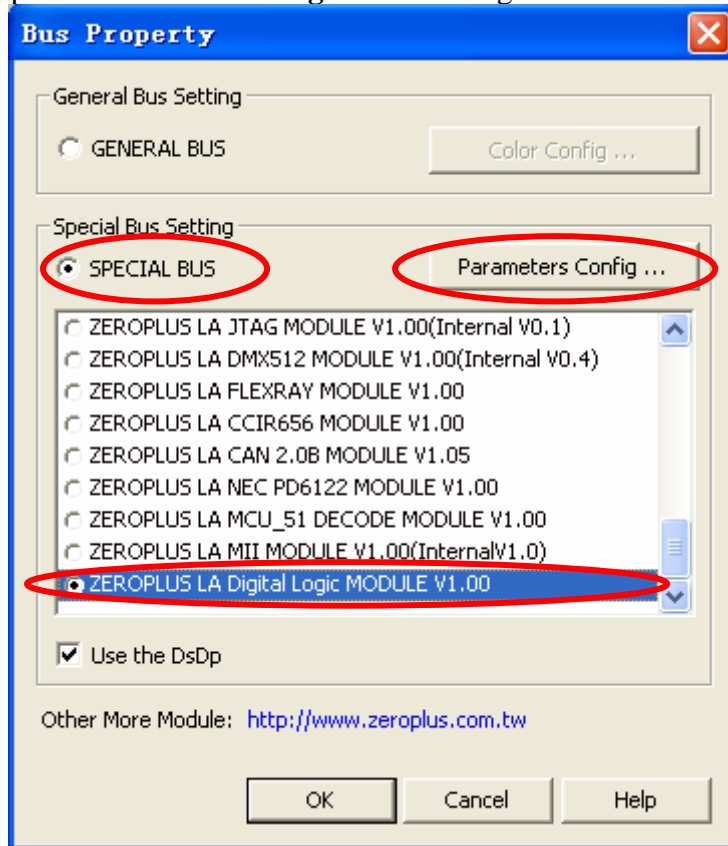 Bus Property
General Bus Setting
GENERAL BUS
Color Config ...
Special Bus Setting
SPECIAL BUS
Parameters Config ...
ZEROPLUS LA JTAG MODULE V1.00(Internal V0.1)
ZEROPLUS LA DMX512 MODULE V1.00(Internal V0.4)
ZEROPLUS LA FLEXRAY MODULE V1.00
ZEROPLUS LA CCIR656 MODULE V1.00
ZEROPLUS LA CAN 2.0B MODULE V1.05
ZEROPLUS LA NEC PD6122 MODULE V1.00
ZEROPLUS LA MCU_51 DECODE MODULE V1.00
ZEROPLUS LA MII MODULE V1.00(InternalV1.0)
ZEROPLUS LA Digital Logic MODULE V1.00
Use the DsDp
Other More Module: http://www.zeroplus.com.tw
OK Cancel Help